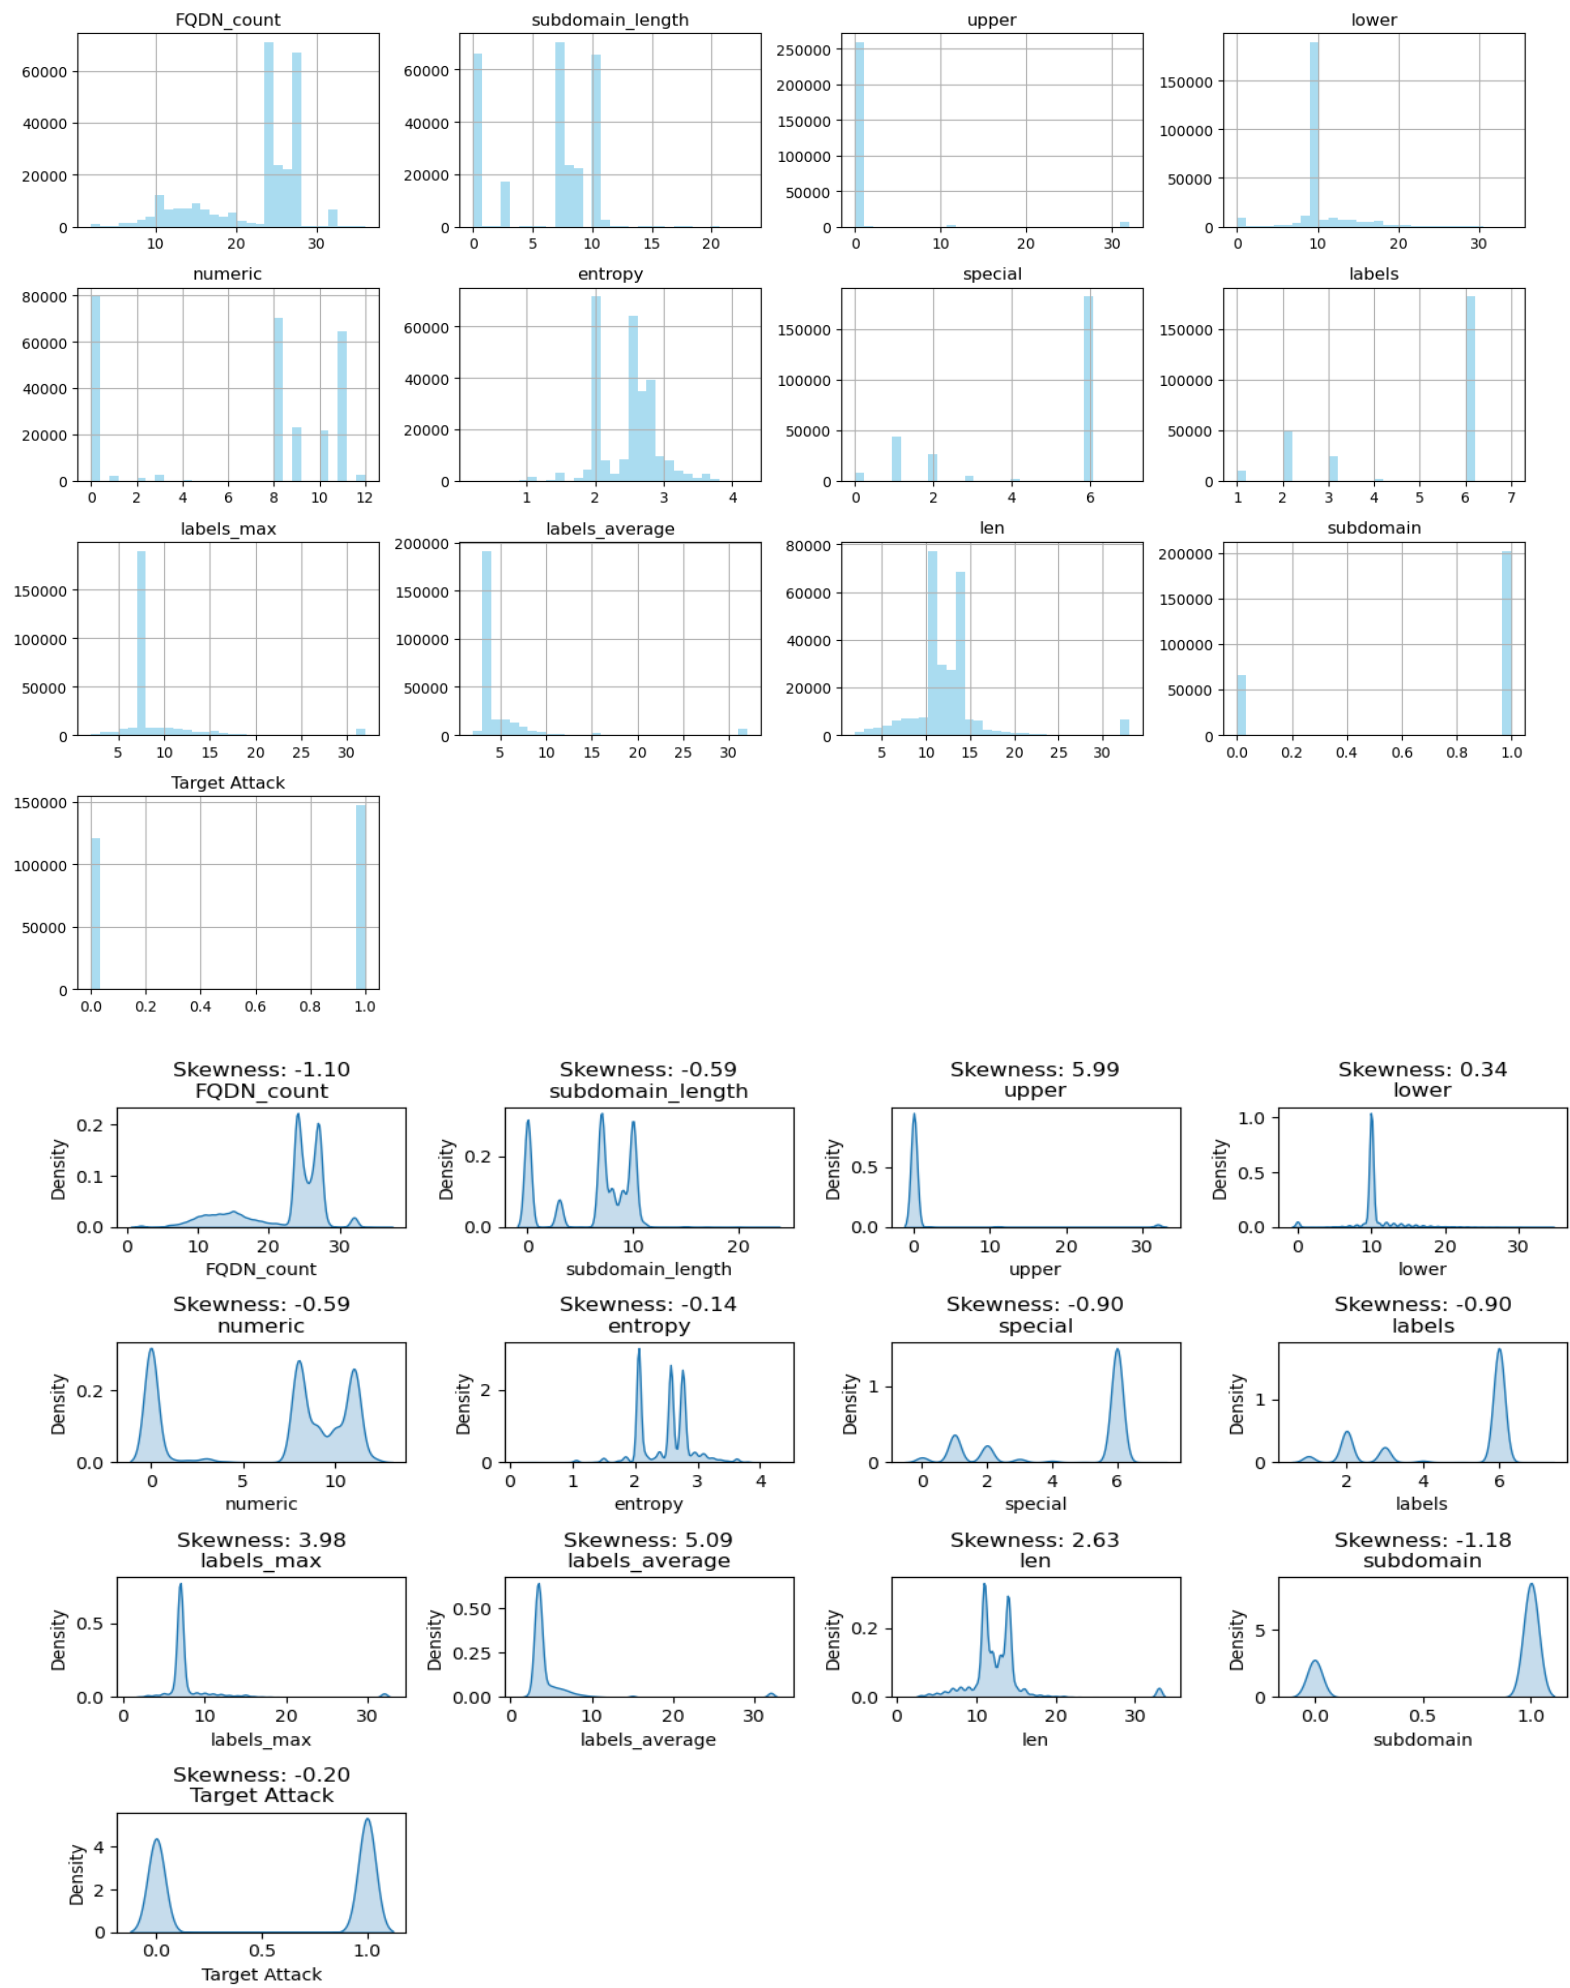 FQDN_count subdomain_length upper lower
60000 40000 20000 0
10 20 30
60000 40000 20000 0
0 5 10 15 20
250000 200000 150000 100000 50000 0
0 10 20 30
150000 100000 50000 0
0 10 20 30
numeric entropy special labels
80000 60000 40000 20000 0
0 2 4 6 8 10 12
60000 40000 20000 0
1 2 3 4
150000 100000 50000 0
0 2 4 6
150000 100000 50000 0
1 2 3 4 5 6 7
labels_max labels_average len subdomain
150000 100000 50000 0
5 10 15 20 25 30
200000 150000 100000 50000 0
5 10 15 20 25 30
80000 60000 40000 20000 0
5 10 15 20 25 30
200000 150000 100000 50000 0
0.0 0.2 0.4 0.6 0.8 1.0
Target Attack
150000 100000 50000 0
0.0 0.2 0.4 0.6 0.8 1.0
Skewness: -1.10
FQDN_count
Density
0.2 0.1 0.0
0 10 20 30
FQDN_count
Skewness: -0.59
subdomain_length
Density
0.2 0.0
0 10 20
subdomain_length
Skewness: 5.99
upper
Density
0.5 0.0
0 10 20 30
upper
Skewness: 0.34
lower
Density
1.0 0.5 0.0
0 10 20 30
lower
Skewness: -0.59
numeric
Density
0.2 0.0
0 5 10
numeric
Skewness: -0.14
entropy
Density
2 0
0 1 2 3 4
entropy
Skewness: -0.90
special
Density
1 0
0 2 4 6
special
Skewness: -0.90
labels
Density
1 0
2 4 6
labels
Skewness: 3.98
labels_max
Density
0.5 0.0
0 10 20 30
labels_max
Skewness: 5.09
labels_average
Density
0.50 0.25 0.00
0 10 20 30
labels_average
Skewness: 2.63
len
Density
0.2 0.0
0 10 20 30
len
Skewness: -1.18
subdomain
Density
5 0
0.0 0.5 1.0
subdomain
Skewness: -0.20
Target Attack
Density
4 2 0
0.0 0.5 1.0
Target Attack